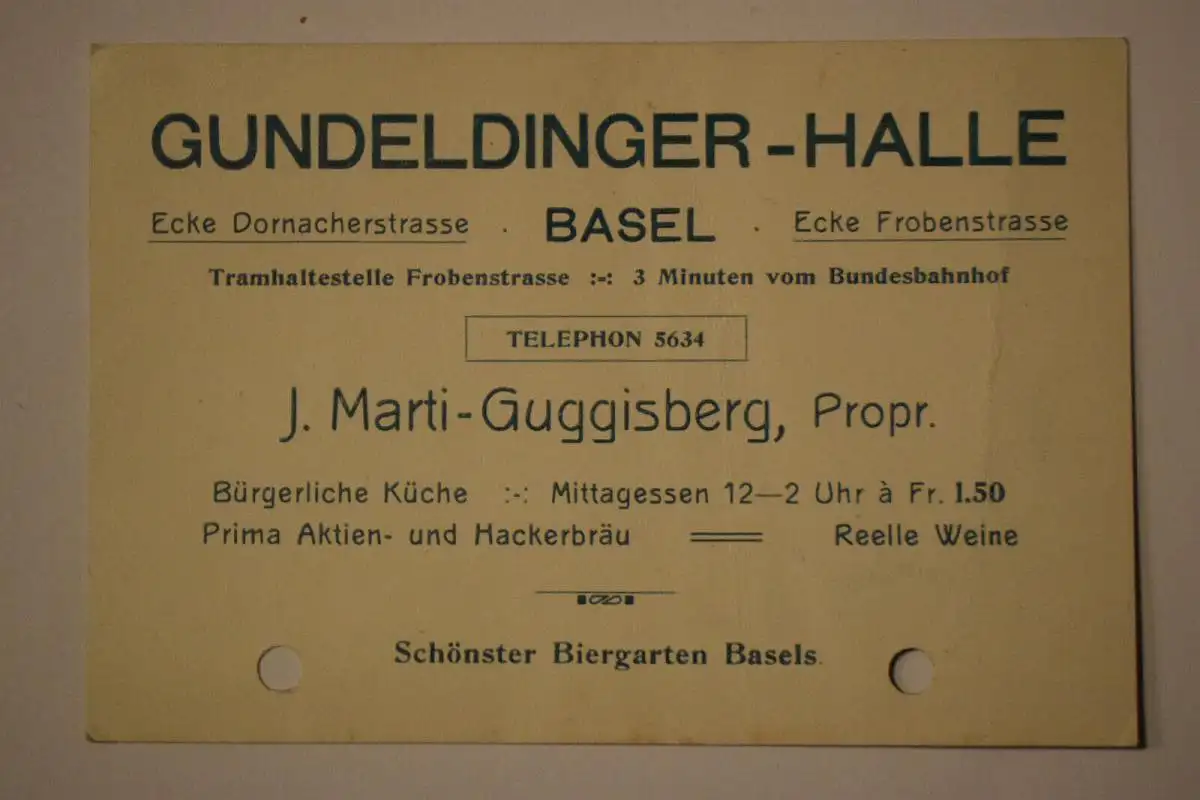 GUNDELDINGER-HALLE
Ecke Dornacherstrasse · BASEL · Ecke Frobenstrasse
Tramhaltestelle Frobenstrasse :-: 3 Minuten vom Bundesbahnhof
TELEPHON 5634
J. Marti-Guggisberg, Propr.
Bürgerliche Küche :-: Mittagessen 12—2 Uhr à Fr. 1.50
Prima Aktien- und Hackerbräu Reelle Weine
Schönster Biergarten Basels.